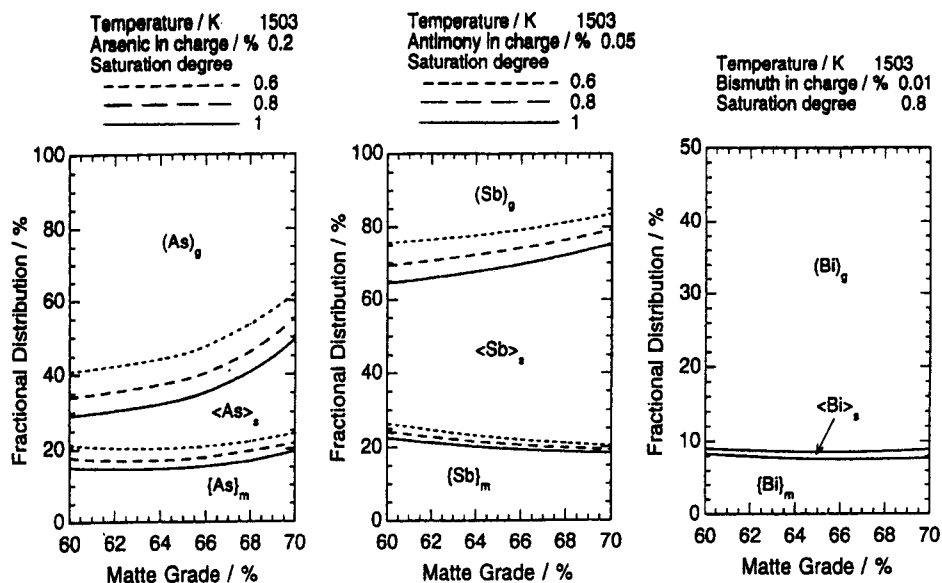 Temperature / K 1503
Arsenic in charge / % 0.2
Saturation degree
0.6
0.8
1
100
80
60
40
20
0
60 62 64 66 68 70
Fractional Distribution / %
Matte Grade / %
(As)g
<As>s
{As}m
Temperature / K 1503
Antimony in charge / % 0.05
Saturation degree
0.6
0.8
1
100
80
60
40
20
0
60 62 64 66 68 70
Fractional Distribution / %
Matte Grade / %
(Sb)g
<Sb>s
{Sb}m
Temperature / K 1503
Bismuth in charge / % 0.01
Saturation degree 0.8
50
40
30
20
10
0
60 62 64 66 68 70
Fractional Distribution / %
Matte Grade / %
(Bi)g
<Bi>s
{Bi}m